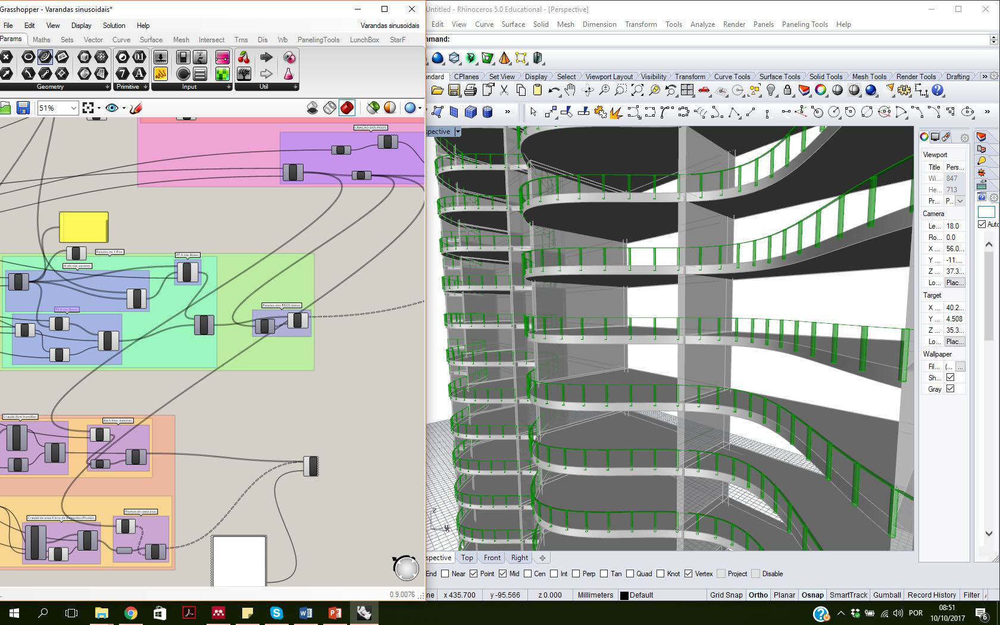 Grasshopper - Varandas sinusoidais*
File Edit View Display Solution Help
Varandas sinusoidais
Params Maths Sets Vector Curve Surface Mesh Intersect Trns Dis Wb PanelingTools LunchBox StarF
Geometry Primitive Input Util
51%
CRIAÇÃO DOS PISOS
Paredes de 1 Piso
PT A das Boxes
N pts das paredes
PT B das Boxes
Paredes dos PISOS todos
Criação dum HandRail
Each floor Handrail
Prumos de cada piso
Criação de uma Fileira de Elementos/Prumos
0.9.0076
Untitled - Rhinoceros 5.0 Educational - [Perspective]
Edit View Curve Surface Solid Mesh Dimension Transform Tools Analyze Render Panels Paneling Tools Help
mmand:
ndard CPlanes Set View Display Select Viewport Layout Visibility Transform Curve Tools Surface Tools Solid Tools Mesh Tools Render Tools Drafting »
» »
spective
z
Viewport
Title Pers...
Wi... 847
He... 713
Pr... P...
Camera
Le... 18.0
Ro... 0.0
X ... 56.0...
Y ... -11....
Z ... 37.3...
Lo... Plac...
Target
X ... 40.2...
Y ... 4.508
Z ... 35.3...
Lo... Plac...
Wallpaper
Fil... (... ...
Sh...
Gray
Auto
spective Top Front Right
End Near Point Mid Cen Int Perp Tan Quad Knot Vertex Project Disable
ne x 435.700 y -95.566 z 0.000 Millimeters Default Grid Snap Ortho Planar Osnap SmartTrack Gumball Record History Filter
POR
08:51
10/10/2017
6